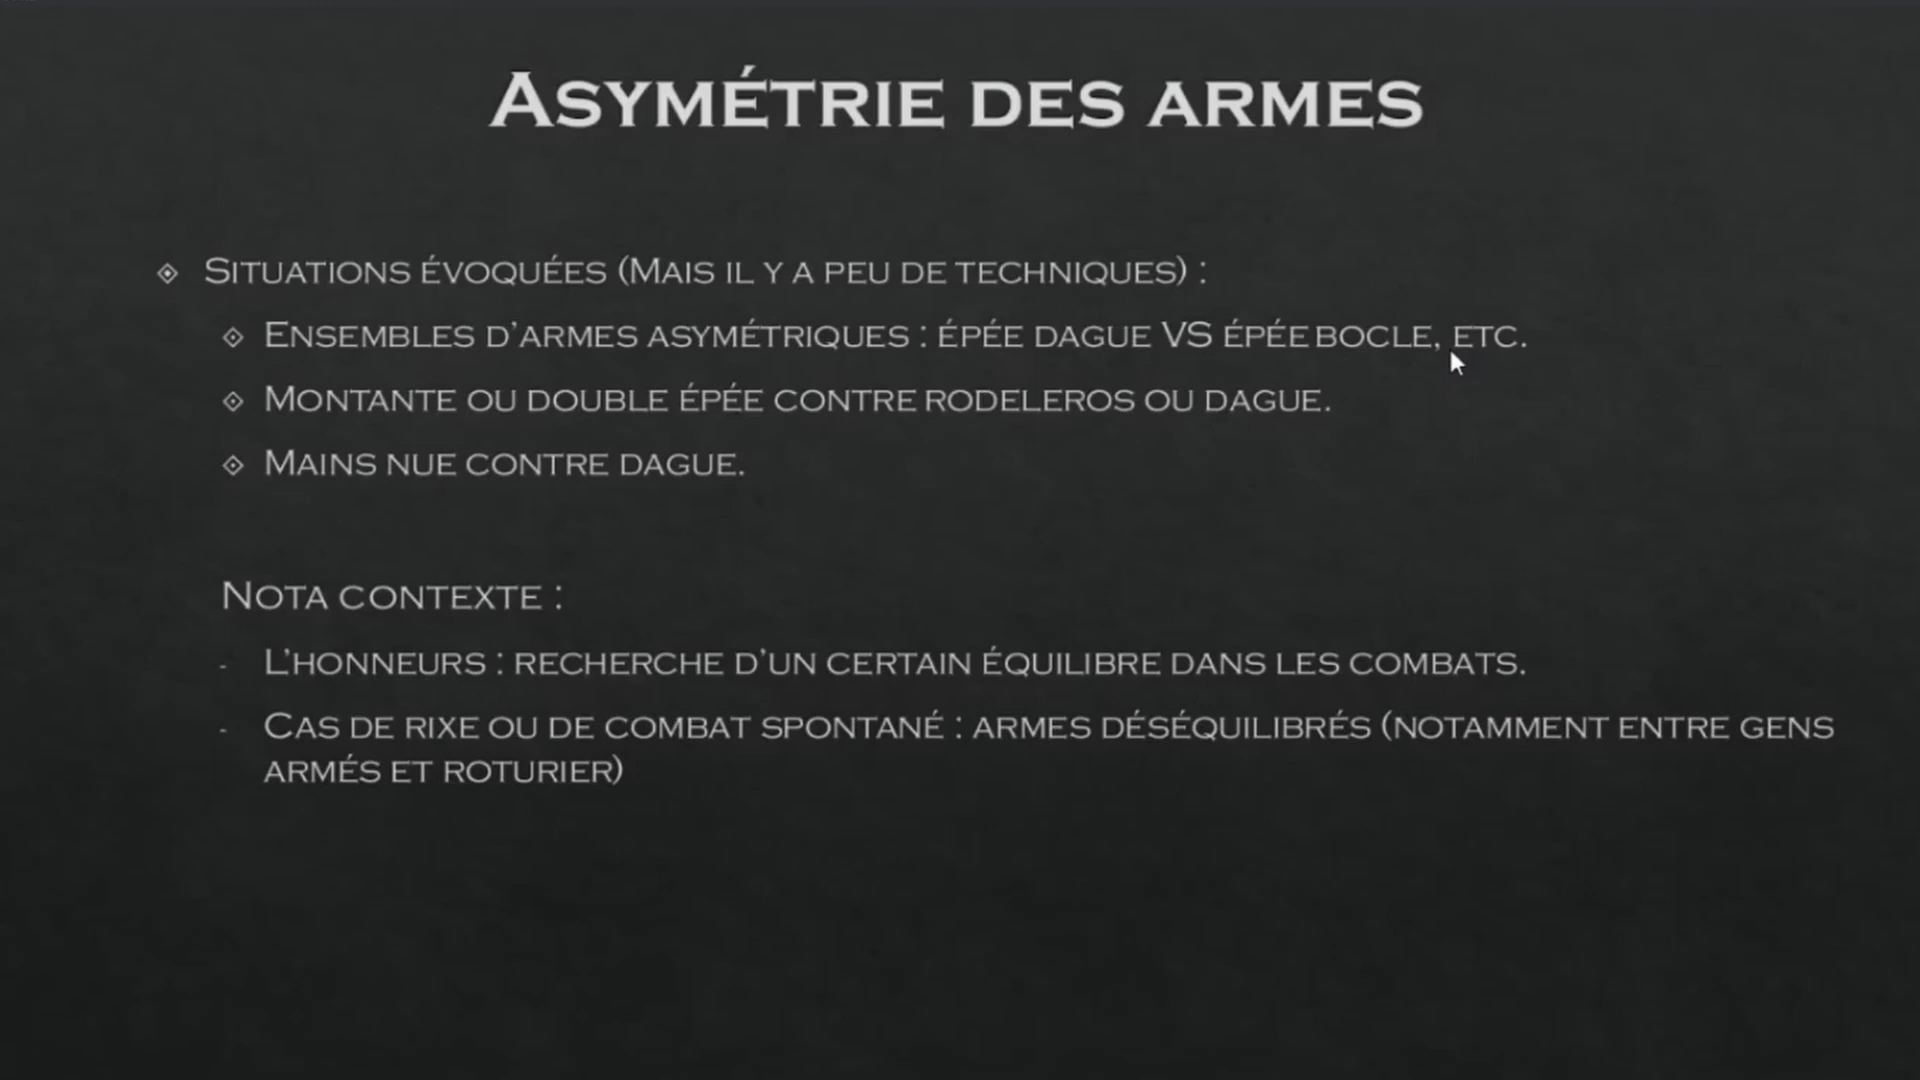 Asymétrie des armes
Situations évoquées (Mais il y a peu de techniques) :
Ensembles d'armes asymétriques : épée dague VS épée bocle, etc.
Montante ou double épée contre rodeleros ou dague.
Mains nue contre dague.
Nota contexte :
- L'honneurs : recherche d'un certain équilibre dans les combats.
- Cas de rixe ou de combat spontané : armes déséquilibrés (notamment entre gens
armés et roturier)